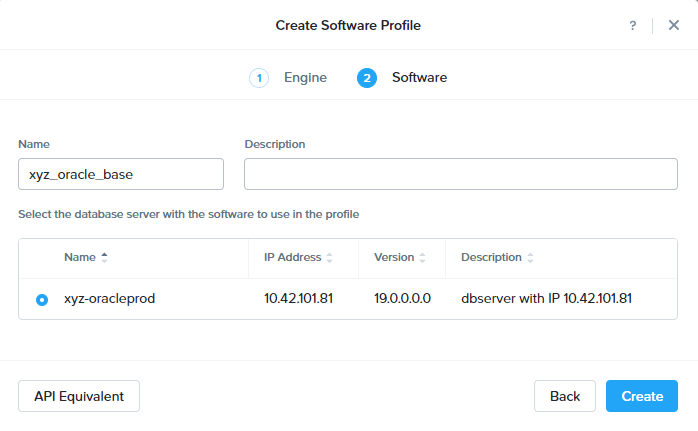 Create Software Profile ?
1 Engine 2 Software
Name Description
xyz_oracle_base
Select the database server with the software to use in the profile
Name IP Address Version Description
xyz-oracleprod 10.42.101.81 19.0.0.0.0 dbserver with IP 10.42.101.81
API Equivalent Back Create